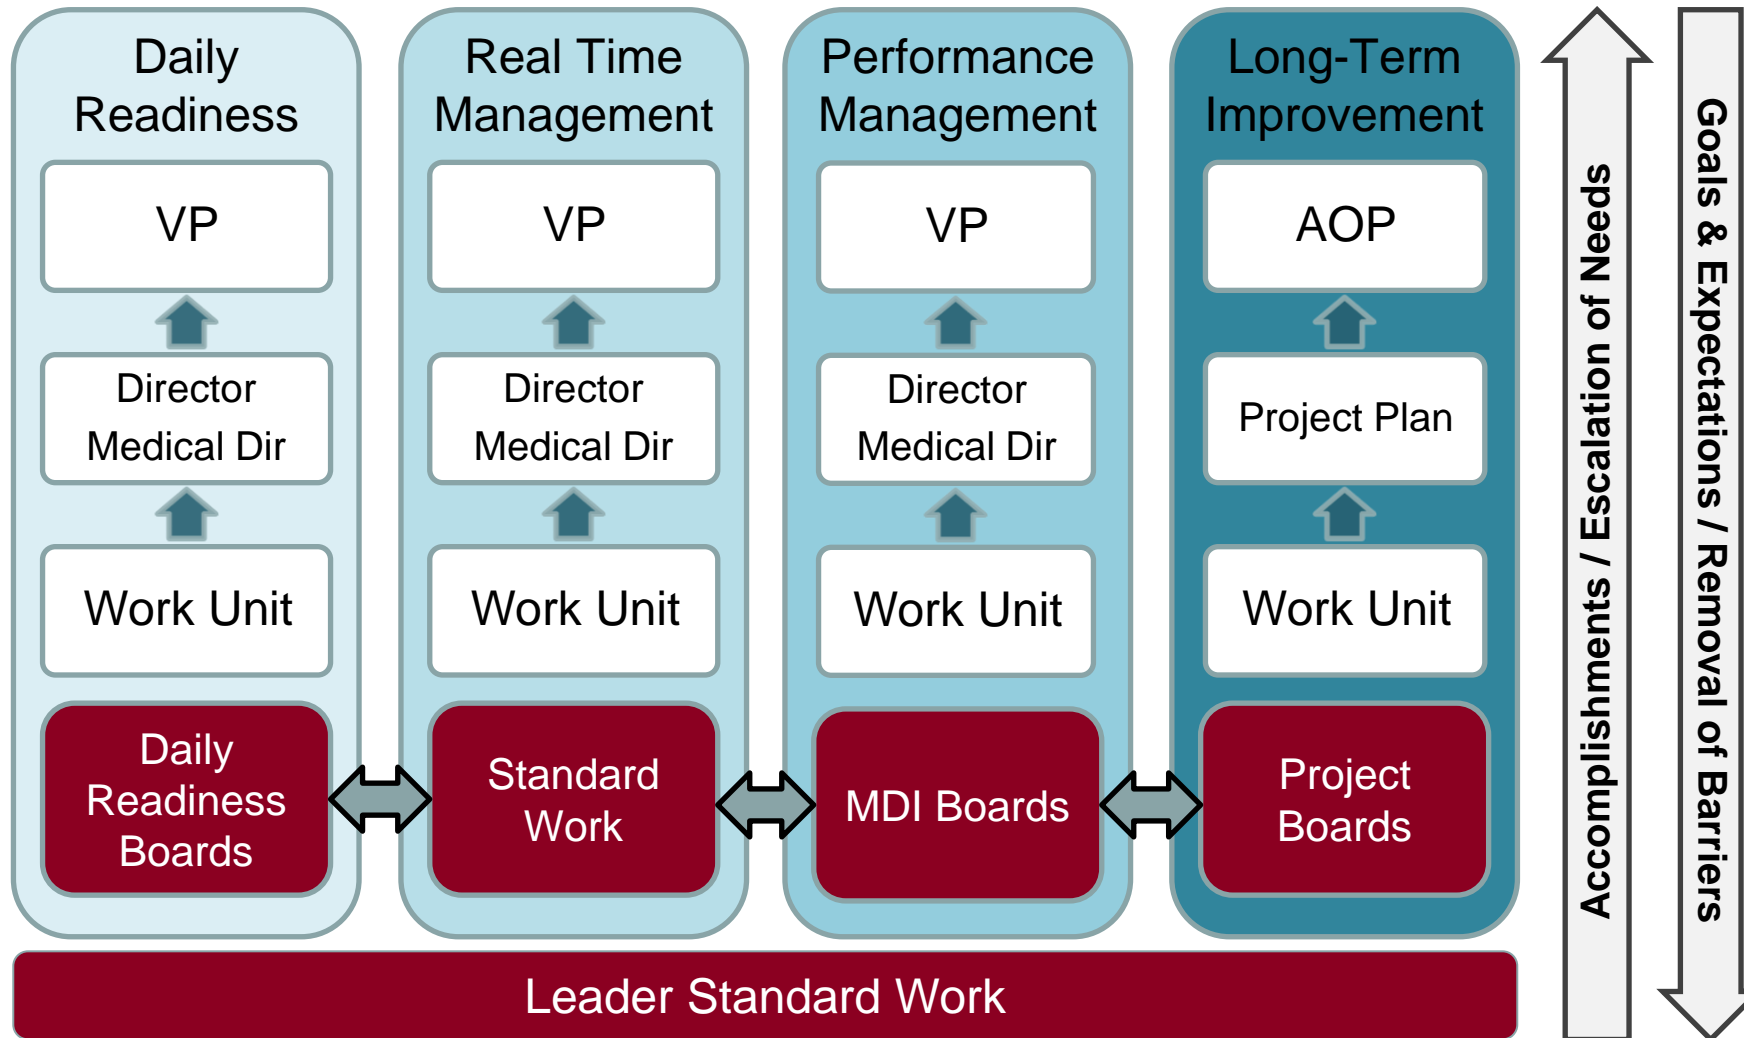 Daily
Readiness
VP
Director
Medical Dir
Work Unit
Daily
Readiness
Boards
Real Time
Management
VP
Director
Medical Dir
Work Unit
Standard
Work
Performance
Management
VP
Director
Medical Dir
Work Unit
MDI Boards
Long-Term
Improvement
AOP
Project Plan
Work Unit
Project
Boards
Leader Standard Work
Accomplishments / Escalation of Needs
Goals & Expectations / Removal of Barriers